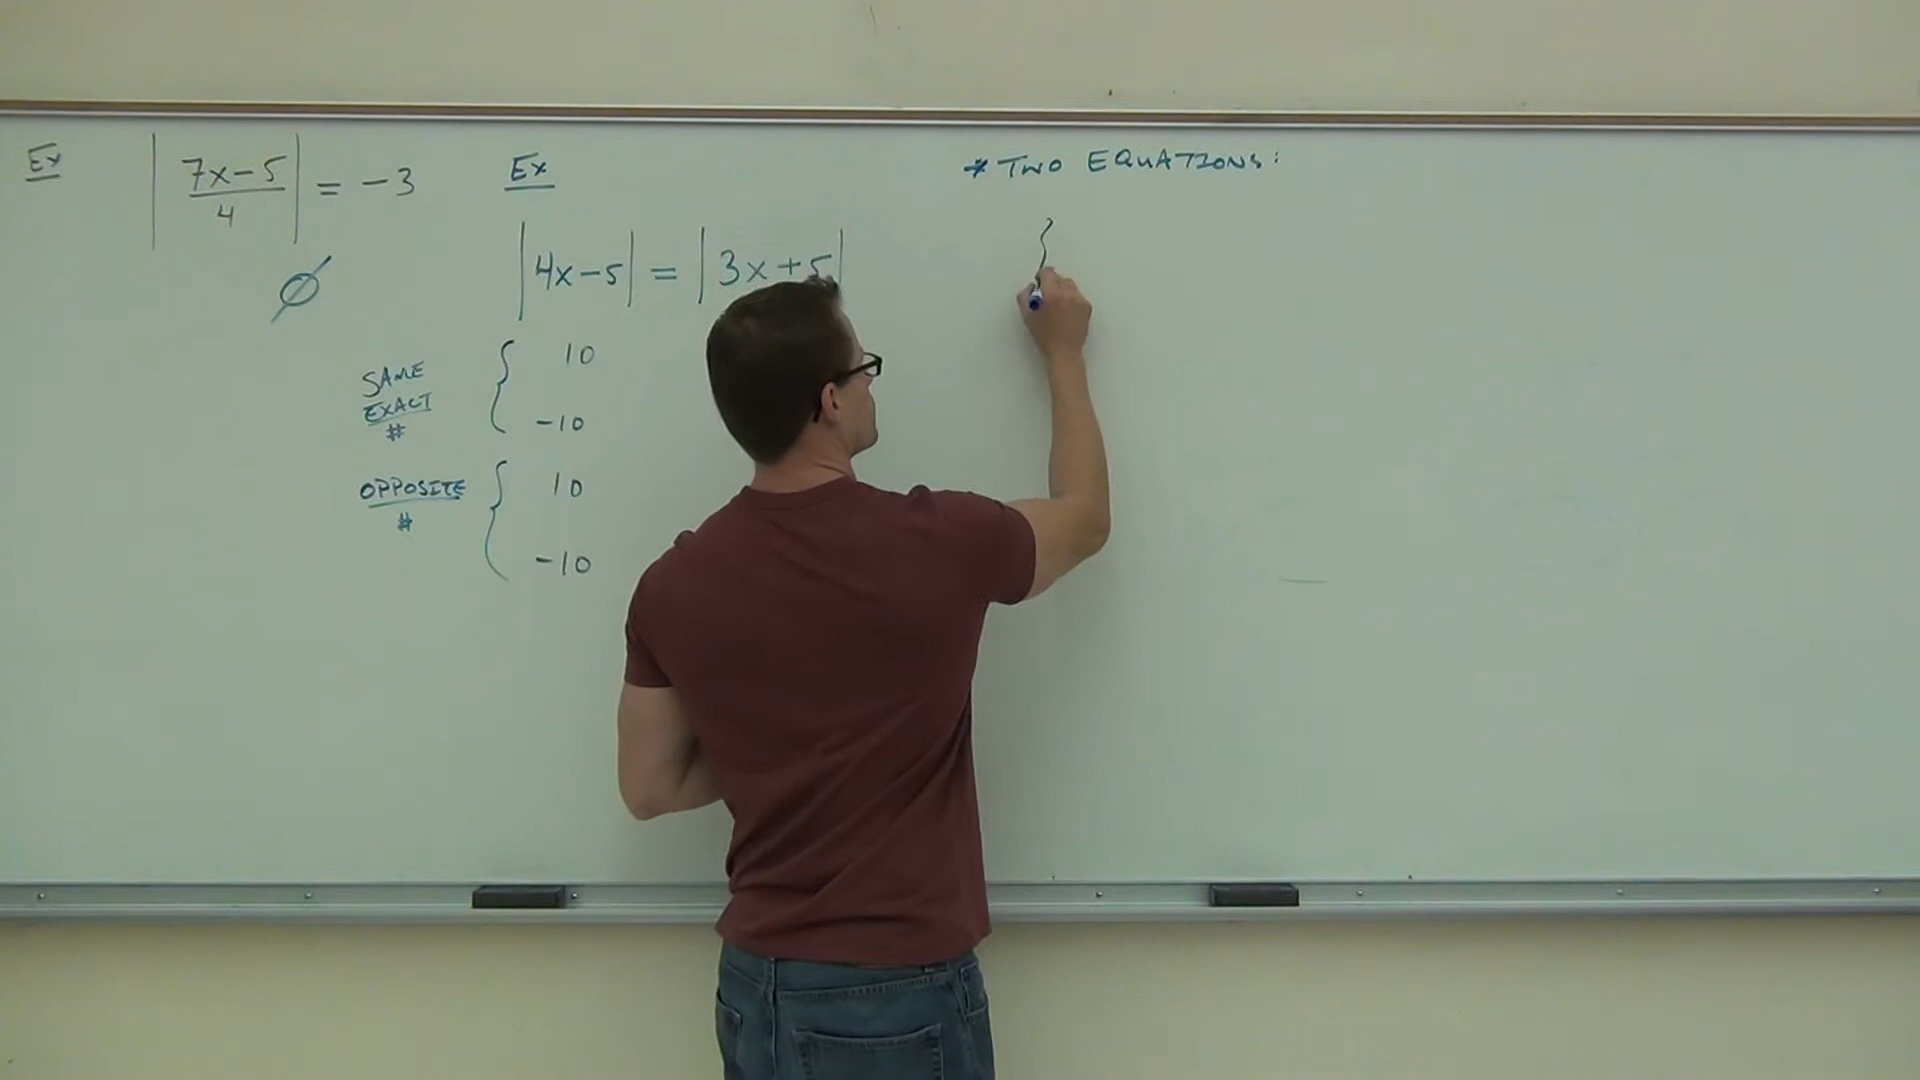 Ex
|7x-5/4| = -3
∅
Ex
|4x-5| = |3x+5|
SAME EXACT #
{ 10
-10
OPPOSITE #
{ 10
-10
* TWO EQUATIONS: